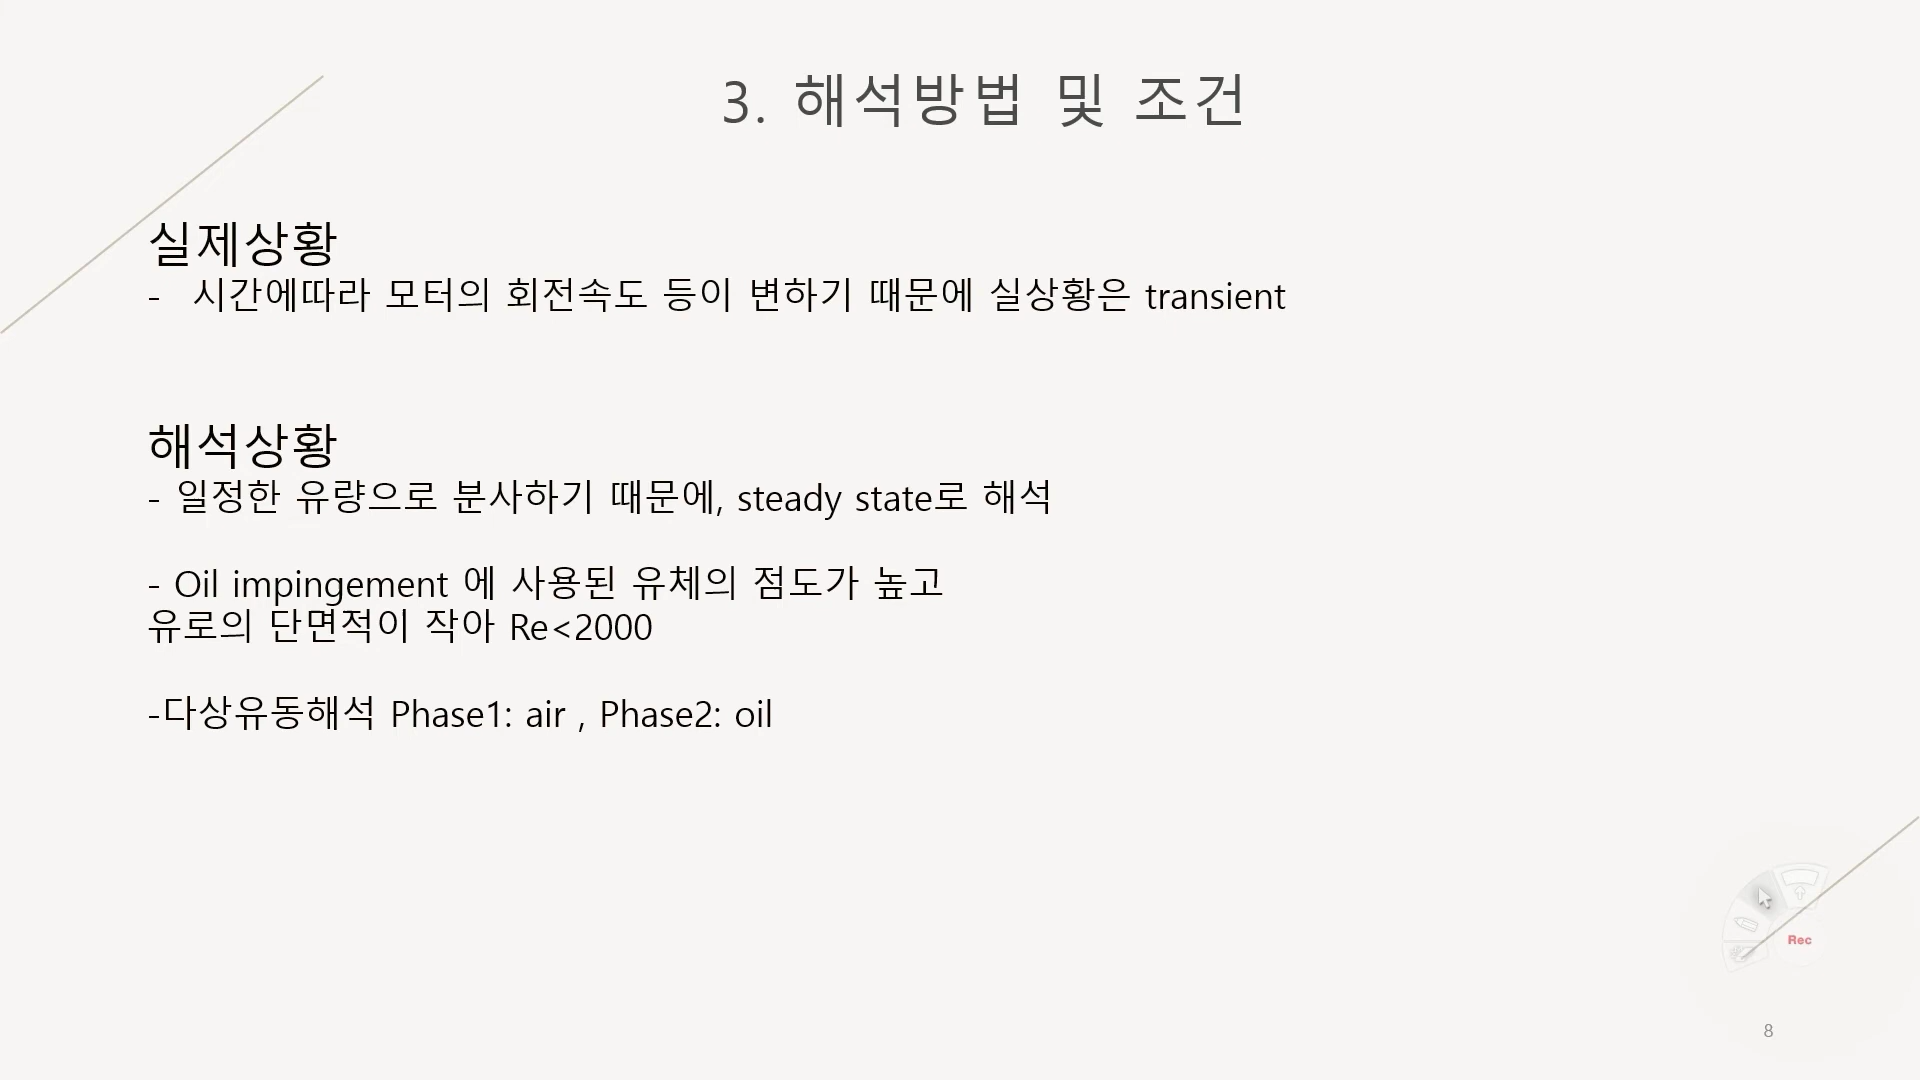 3. 해석방법 및 조건
실제상황
- 시간에따라 모터의 회전속도 등이 변하기 때문에 실상황은 transient
해석상황
- 일정한 유량으로 분사하기 때문에, steady state로 해석
- Oil impingement 에 사용된 유체의 점도가 높고
유로의 단면적이 작아 Re<2000
-다상유동해석 Phase1: air , Phase2: oil
Rec
8